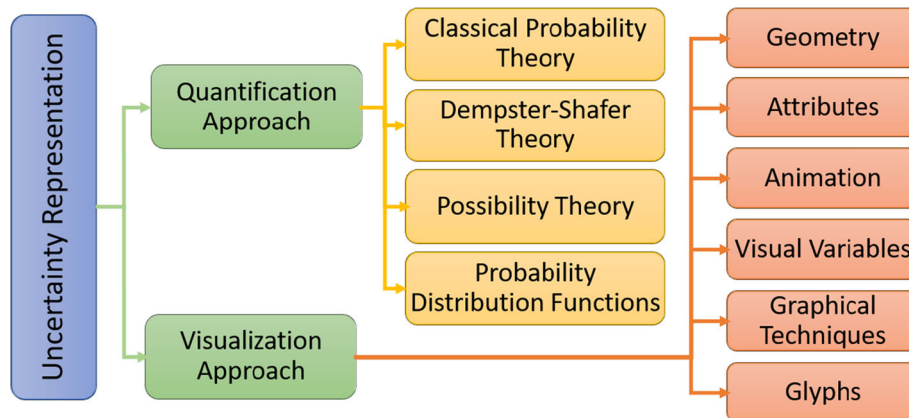 Uncertainty Representation
Quantification
Approach
Visualization
Approach
Classical Probability
Theory
Dempster-Shafer
Theory
Possibility Theory
Probability
Distribution Functions
Geometry
Attributes
Animation
Visual Variables
Graphical
Techniques
Glyphs